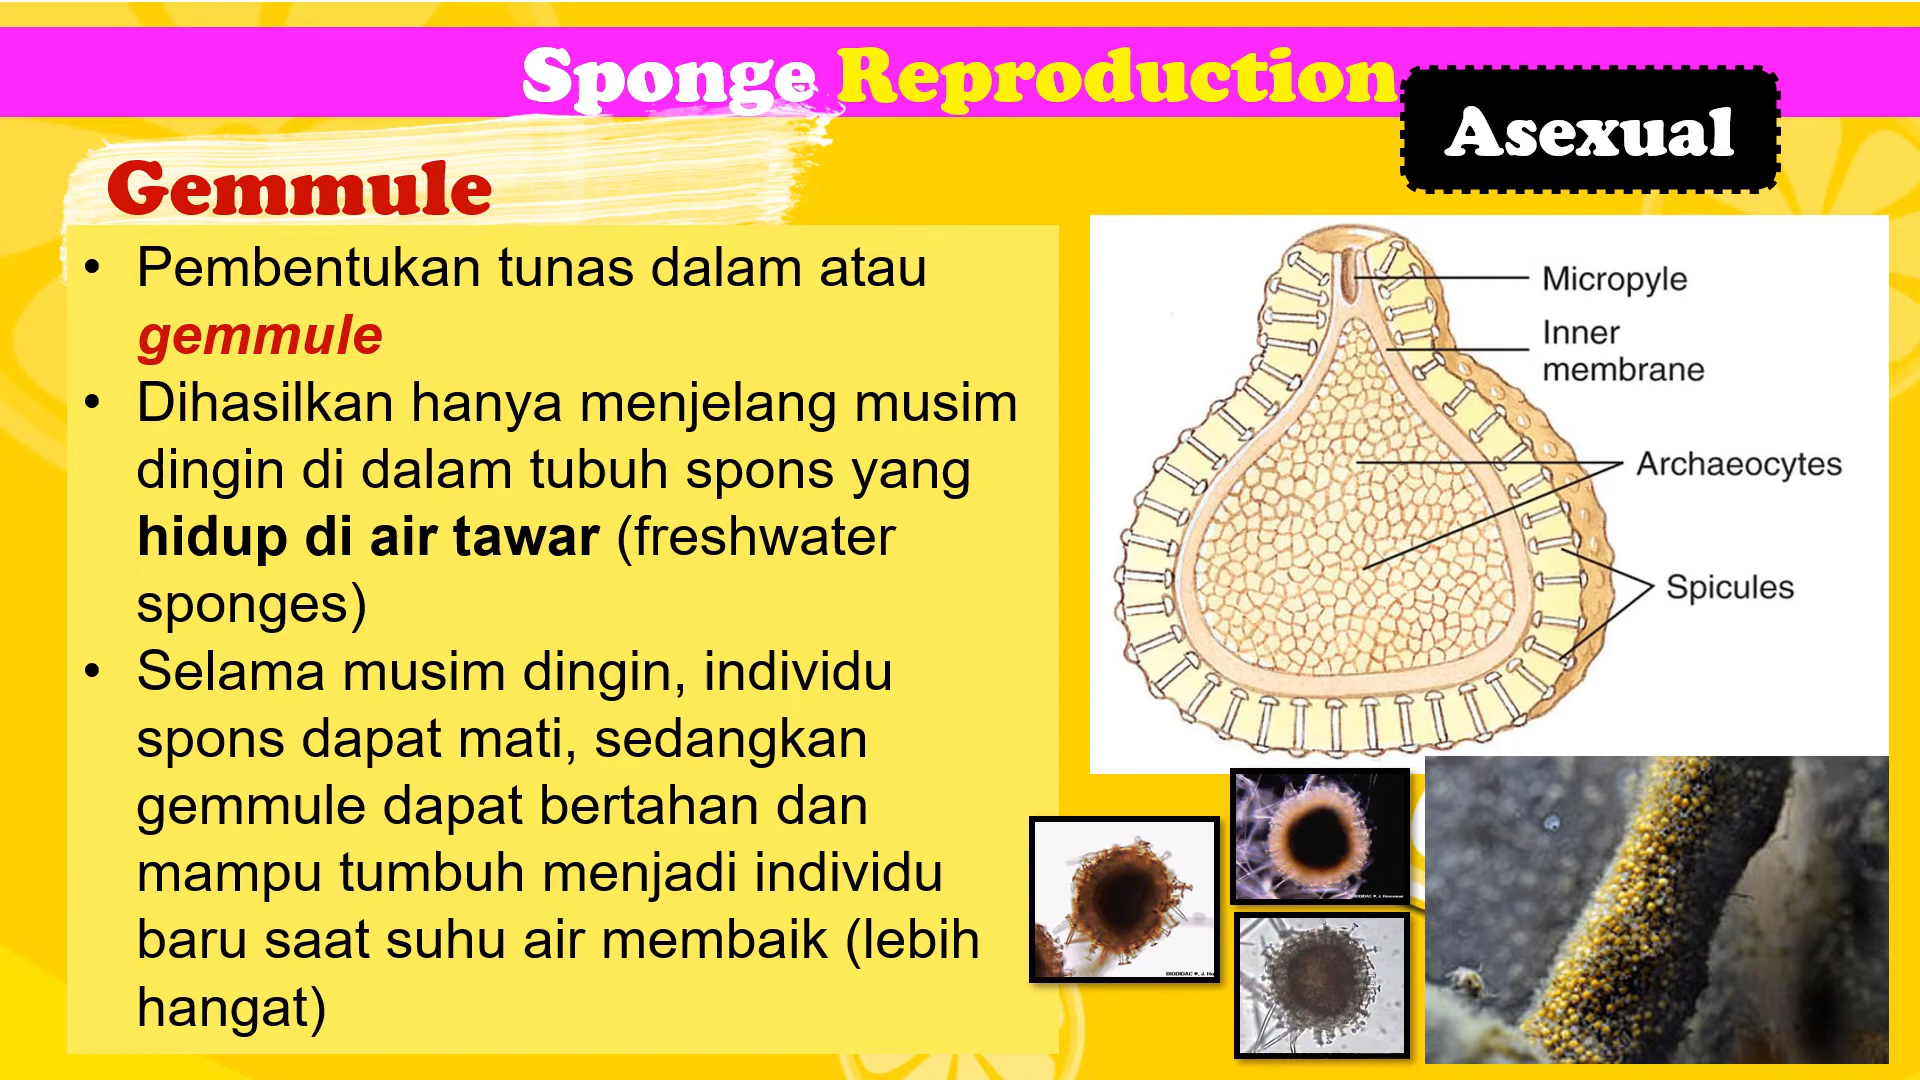 Sponge Reproduction
Asexual
Gemmule
• Pembentukan tunas dalam atau
gemmule
• Dihasilkan hanya menjelang musim
dingin di dalam tubuh spons yang
hidup di air tawar (freshwater
sponges)
• Selama musim dingin, individu
spons dapat mati, sedangkan
gemmule dapat bertahan dan
mampu tumbuh menjadi individu
baru saat suhu air membaik (lebih
hangat)
Micropyle
Inner
membrane
Archaeocytes
Spicules
BIODIDAC
BIODIDAC